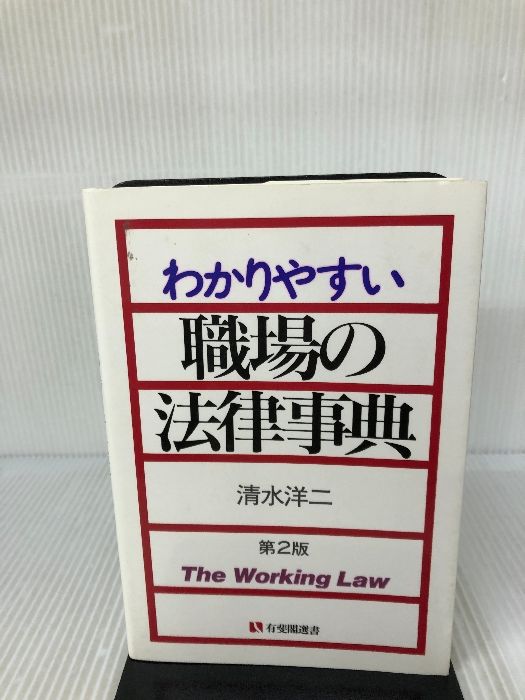 わかりやすい
職場の
法律事典
清水洋二
第2版
The Working Law
有斐閣選書